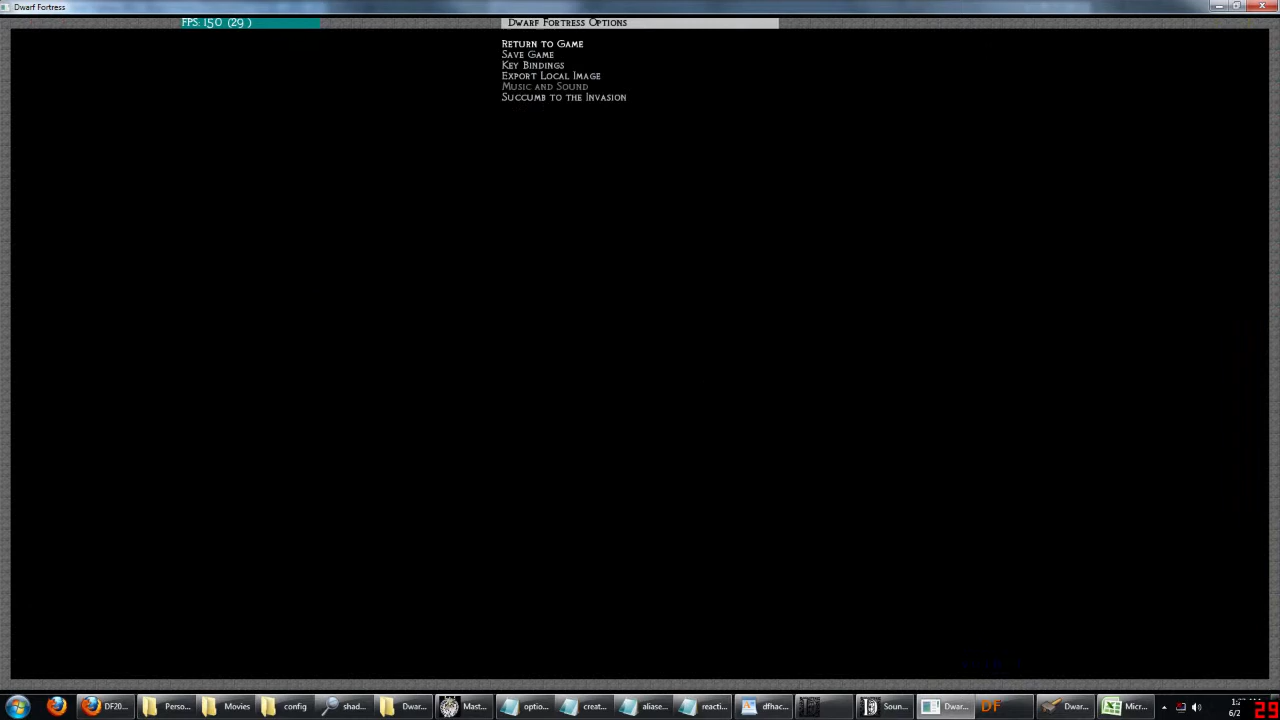 Dwarf Fortress
FPS: 150 (29 )
Dwarf Fortress Options
Return to Game
Save Game
Key Bindings
Export Local Image
Music and Sound
Succumb to the Invasion
DF20...
Perso...
Movies
config
shad...
Dwar...
Mast...
optio...
creat...
aliase...
reacti...
dfhac...
Soun...
Dwar...
DF
Dwar...
Micr...
6/2
29